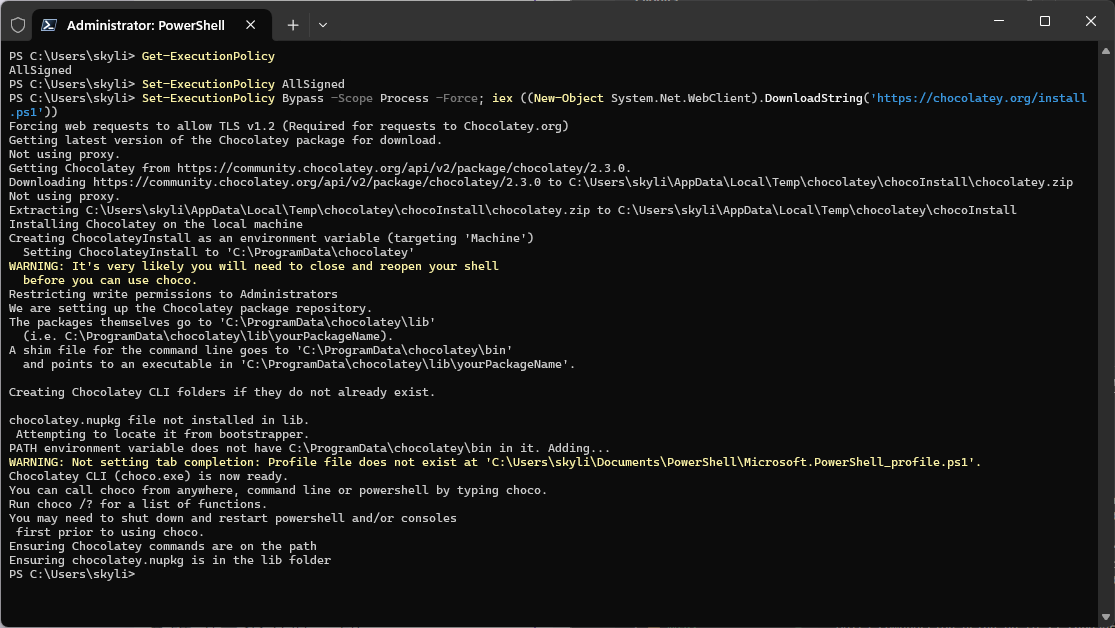 Administrator: PowerShell
PS C:\Users\skyli> Get-ExecutionPolicy
AllSigned
PS C:\Users\skyli> Set-ExecutionPolicy AllSigned
PS C:\Users\skyli> Set-ExecutionPolicy Bypass -Scope Process -Force; iex ((New-Object System.Net.WebClient).DownloadString('https://chocolatey.org/install
.ps1'))
Forcing web requests to allow TLS v1.2 (Required for requests to Chocolatey.org)
Getting latest version of the Chocolatey package for download.
Not using proxy.
Getting Chocolatey from https://community.chocolatey.org/api/v2/package/chocolatey/2.3.0.
Downloading https://community.chocolatey.org/api/v2/package/chocolatey/2.3.0 to C:\Users\skyli\AppData\Local\Temp\chocolatey\chocoInstall\chocolatey.zip
Not using proxy.
Extracting C:\Users\skyli\AppData\Local\Temp\chocolatey\chocoInstall\chocolatey.zip to C:\Users\skyli\AppData\Local\Temp\chocolatey\chocoInstall
Installing Chocolatey on the local machine
Creating ChocolateyInstall as an environment variable (targeting 'Machine')
  Setting ChocolateyInstall to 'C:\ProgramData\chocolatey'
WARNING: It's very likely you will need to close and reopen your shell
  before you can use choco.
Restricting write permissions to Administrators
We are setting up the Chocolatey package repository.
The packages themselves go to 'C:\ProgramData\chocolatey\lib'
  (i.e. C:\ProgramData\chocolatey\lib\yourPackageName).
A shim file for the command line goes to 'C:\ProgramData\chocolatey\bin'
  and points to an executable in 'C:\ProgramData\chocolatey\lib\yourPackageName'.

Creating Chocolatey CLI folders if they do not already exist.

chocolatey.nupkg file not installed in lib.
 Attempting to locate it from bootstrapper.
PATH environment variable does not have C:\ProgramData\chocolatey\bin in it. Adding...
WARNING: Not setting tab completion: Profile file does not exist at 'C:\Users\skyli\Documents\PowerShell\Microsoft.PowerShell_profile.ps1'.
Chocolatey CLI (choco.exe) is now ready.
You can call choco from anywhere, command line or powershell by typing choco.
Run choco /? for a list of functions.
You may need to shut down and restart powershell and/or consoles
 first prior to using choco.
Ensuring Chocolatey commands are on the path
Ensuring chocolatey.nupkg is in the lib folder
PS C:\Users\skyli>